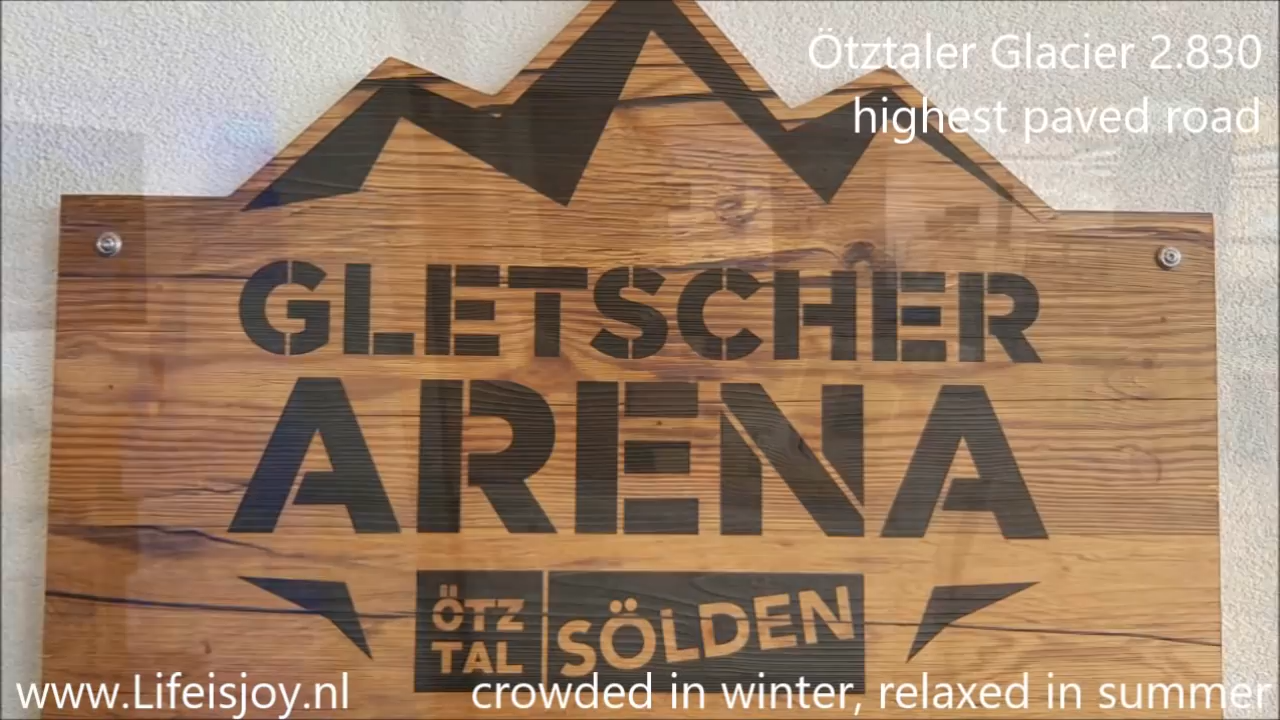 Ötztaler Glacier 2.830
highest paved road
GLETSCHER
ARENA
ÖTZ
TAL
SÖLDEN
www.Lifeisjoy.nl
crowded in winter, relaxed in summer